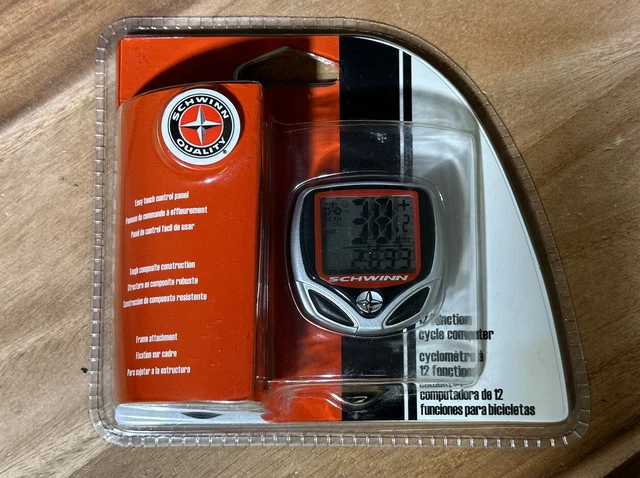 SCHWINN
QUALITY
Easy touch control panel
Panneau de commande à effleurement
Panel de control fácil de usar
Tough composite construction
Structure en composite robuste
Construcción de compuesto resistente
Frame attachment
Fixation sur cadre
Para sujetar a la estructura
SCHWINN
12 function
cycle computer
cyclomètre à
12 fonctions
computadora de 12
funciones para bicicletas